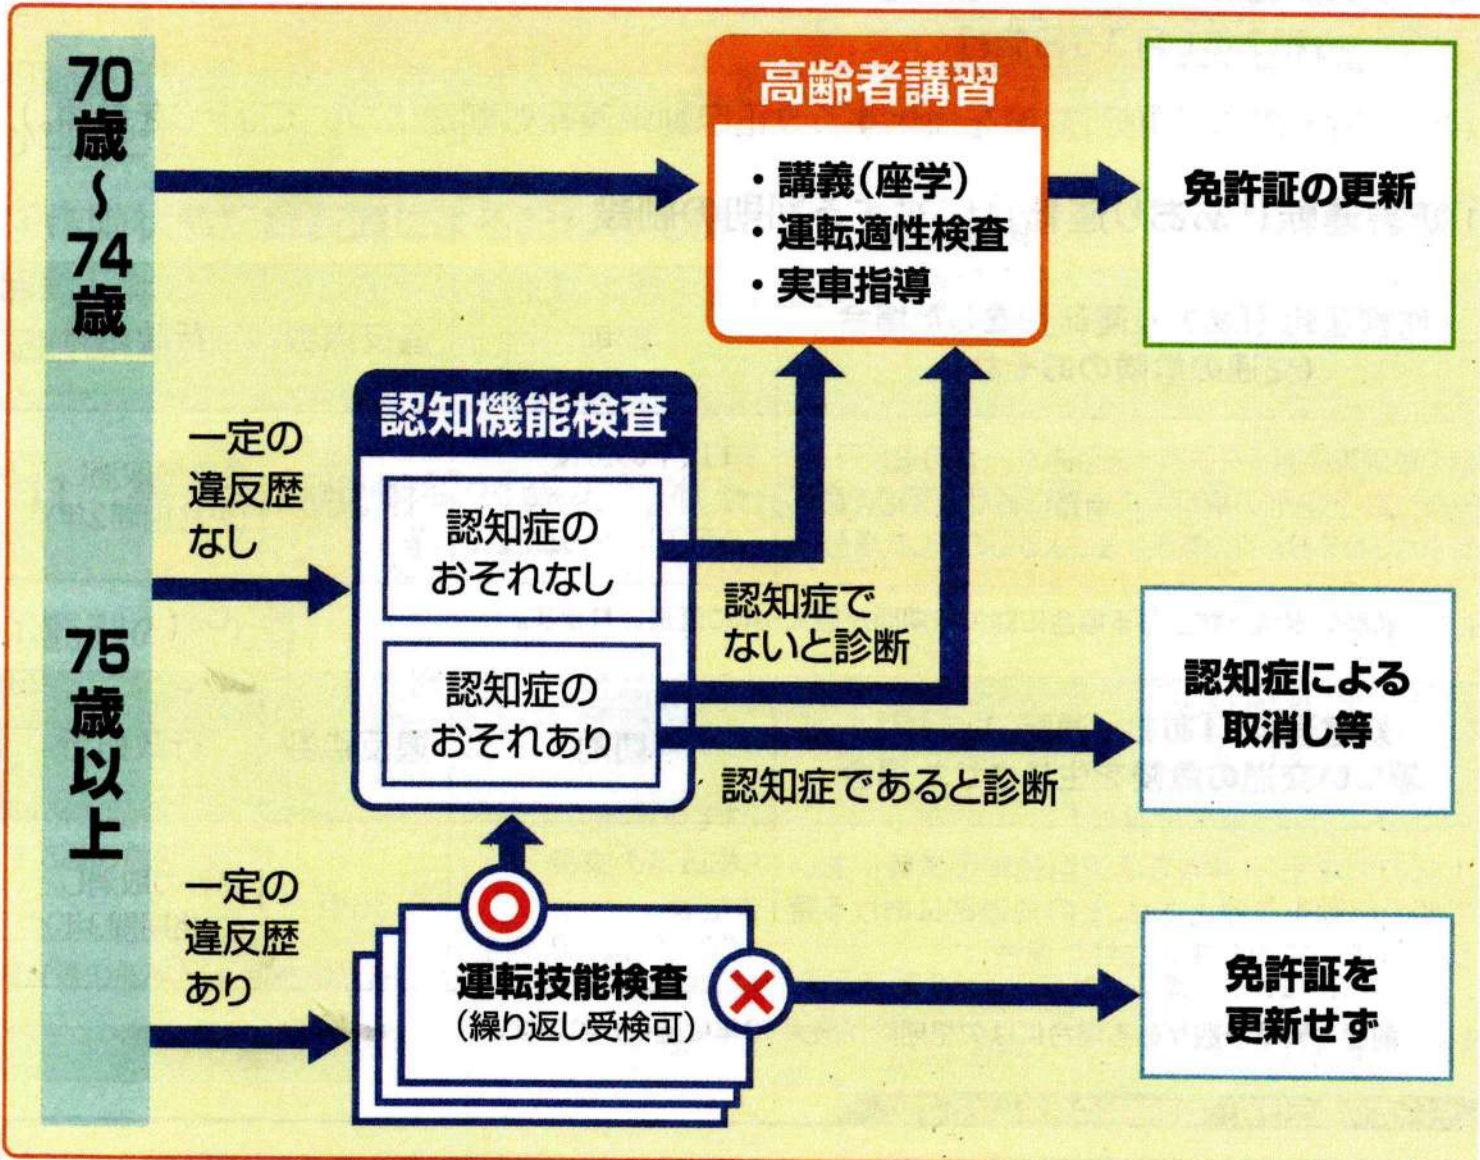 70
歳
〜
74
歳
高齢者講習
・講義(座学)
・運転適性検査
・実車指導
免許証の更新
75
歳
以
上
一定の
違反歴
なし
認知機能検査
認知症の
おそれなし
認知症の
おそれあり
認知症で
ないと診断
認知症であると診断
認知症による
取消し等
一定の
違反歴
あり
運転技能検査
(繰り返し受検可)
免許証を
更新せず